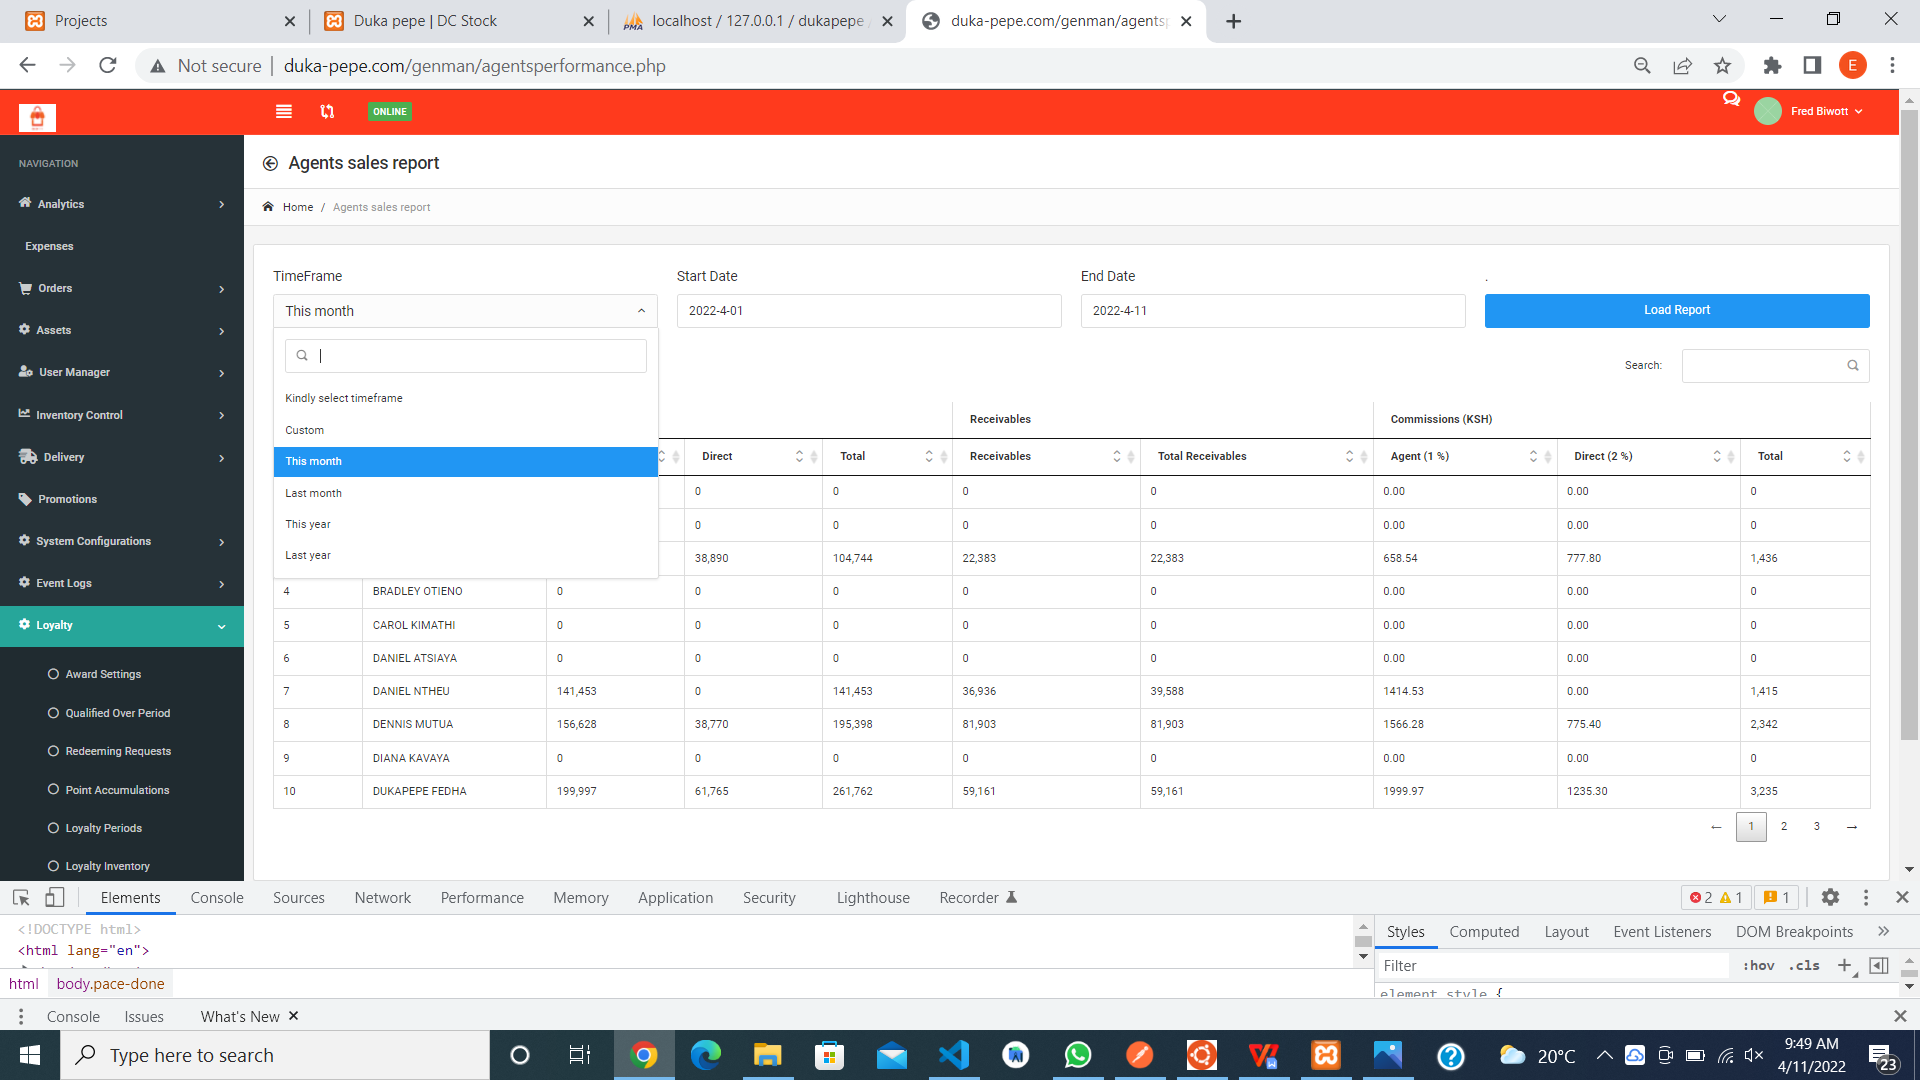 Projects
Duka pepe | DC Stock
localhost / 127.0.0.1 / dukapepe
duka-pepe.com/genman/agents
Not secure
duka-pepe.com/genman/agentsperformance.php
E
ONLINE
Fred Biwott
NAVIGATION
Analytics
Expenses
Orders
Assets
User Manager
Inventory Control
Delivery
Promotions
System Configurations
Event Logs
Loyalty
Award Settings
Qualified Over Period
Redeeming Requests
Point Accumulations
Loyalty Periods
Loyalty Inventory
Agents sales report
Home / Agents sales report
TimeFrame Start Date End Date .
This month 2022-4-01 2022-4-11 Load Report
Search:
Kindly select timeframe
Custom
This month
Last month
This year
Last year
Receivables Commissions (KSH)
Direct Total Receivables Total Receivables Agent (1 %) Direct (2 %) Total
0 0 0 0 0.00 0.00 0
0 0 0 0 0.00 0.00 0
38,890 104,744 22,383 22,383 658.54 777.80 1,436
4 BRADLEY OTIENO 0 0 0 0 0 0.00 0.00 0
5 CAROL KIMATHI 0 0 0 0 0 0.00 0.00 0
6 DANIEL ATSIAYA 0 0 0 0 0 0.00 0.00 0
7 DANIEL NTHEU 141,453 0 141,453 36,936 39,588 1414.53 0.00 1,415
8 DENNIS MUTUA 156,628 38,770 195,398 81,903 81,903 1566.28 775.40 2,342
9 DIANA KAVAYA 0 0 0 0 0 0.00 0.00 0
10 DUKAPEPE FEDHA 199,997 61,765 261,762 59,161 59,161 1999.97 1235.30 3,235
← 1 2 3 →
Elements Console Sources Network Performance Memory Application Security Lighthouse Recorder 2 1 1
<!DOCTYPE html>
<html lang="en">
html body.pace-done
Styles Computed Layout Event Listeners DOM Breakpoints »
Filter :hov .cls +
element.style {
Console Issues What's New
Type here to search
20°C
9:49 AM
4/11/2022
23